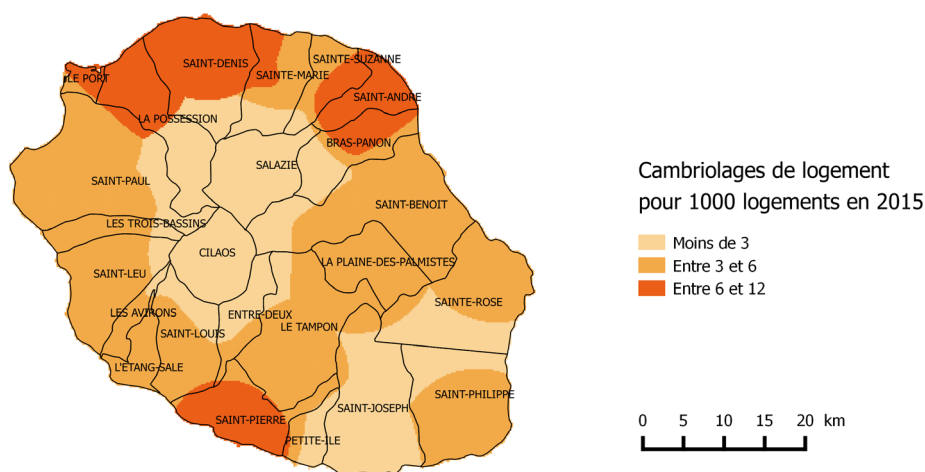 SAINT-DENIS
SAINTE-SUZANNE
SAINTE-MARIE
LE PORT
SAINT-ANDRE
LA POSSESSION
BRAS-PANON
SALAZIE
SAINT-PAUL
SAINT-BENOIT
LES TROIS-BASSINS
CILAOS
LA PLAINE-DES-PALMISTES
SAINT-LEU
SAINTE-ROSE
LES AVIRONS
ENTRE-DEUX
LE TAMPON
SAINT-LOUIS
L'ETANG-SALE
SAINT-PHILIPPE
SAINT-JOSEPH
SAINT-PIERRE
PETITE-ILE
Cambriolages de logement
pour 1000 logements en 2015
Moins de 3
Entre 3 et 6
Entre 6 et 12
0 5 10 15 20 km